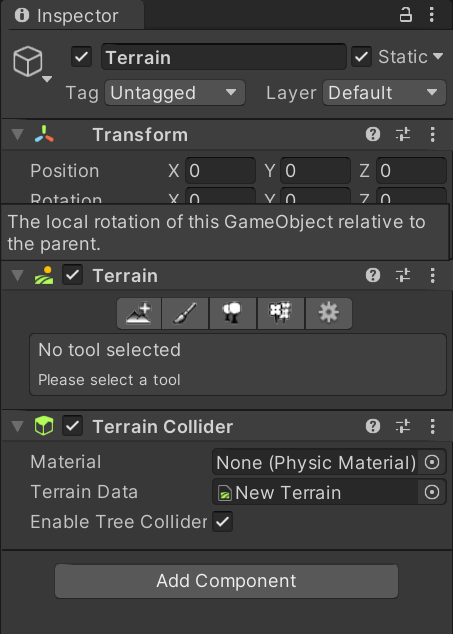 Inspector
Terrain Static
Tag Untagged Layer Default
Transform
Position X 0 Y 0 Z 0
Rotation X 0 Y 0 Z 0
The local rotation of this GameObject relative to
the parent.
Terrain
No tool selected
Please select a tool
Terrain Collider
Material None (Physic Material)
Terrain Data New Terrain
Enable Tree Collider
Add Component